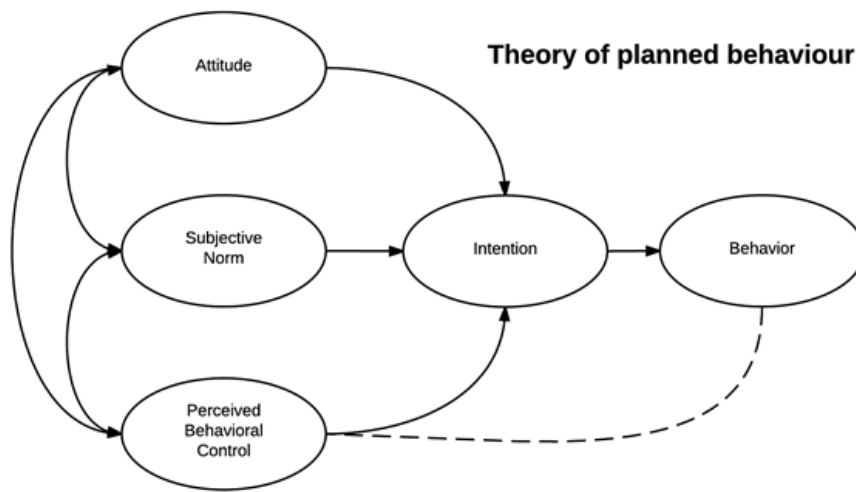 Theory of planned behaviour
Attitude
Subjective
Norm
Intention
Behavior
Perceived
Behavioral
Control